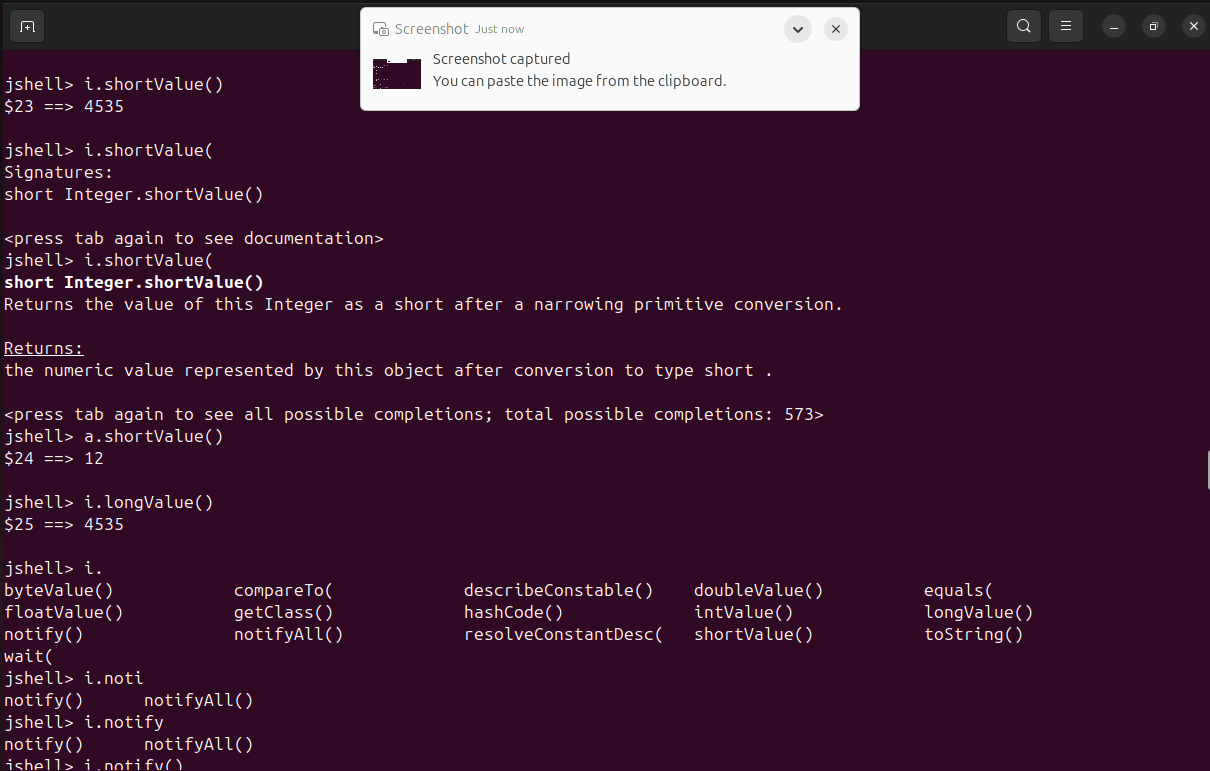 Screenshot Just now
Screenshot captured
You can paste the image from the clipboard.
jshell> i.shortValue()
$23 ==> 4535
jshell> i.shortValue(
Signatures:
short Integer.shortValue()
<press tab again to see documentation>
jshell> i.shortValue(
short Integer.shortValue()
Returns the value of this Integer as a short after a narrowing primitive conversion.
Returns:
the numeric value represented by this object after conversion to type short .
<press tab again to see all possible completions; total possible completions: 573>
jshell> a.shortValue()
$24 ==> 12
jshell> i.longValue()
$25 ==> 4535
jshell> i.
byteValue() compareTo( describeConstable() doubleValue() equals(
floatValue() getClass() hashCode() intValue() longValue()
notify() notifyAll() resolveConstantDesc( shortValue() toString()
wait(
jshell> i.noti
notify() notifyAll()
jshell> i.notify
notify() notifyAll()
jshell> i.notify()